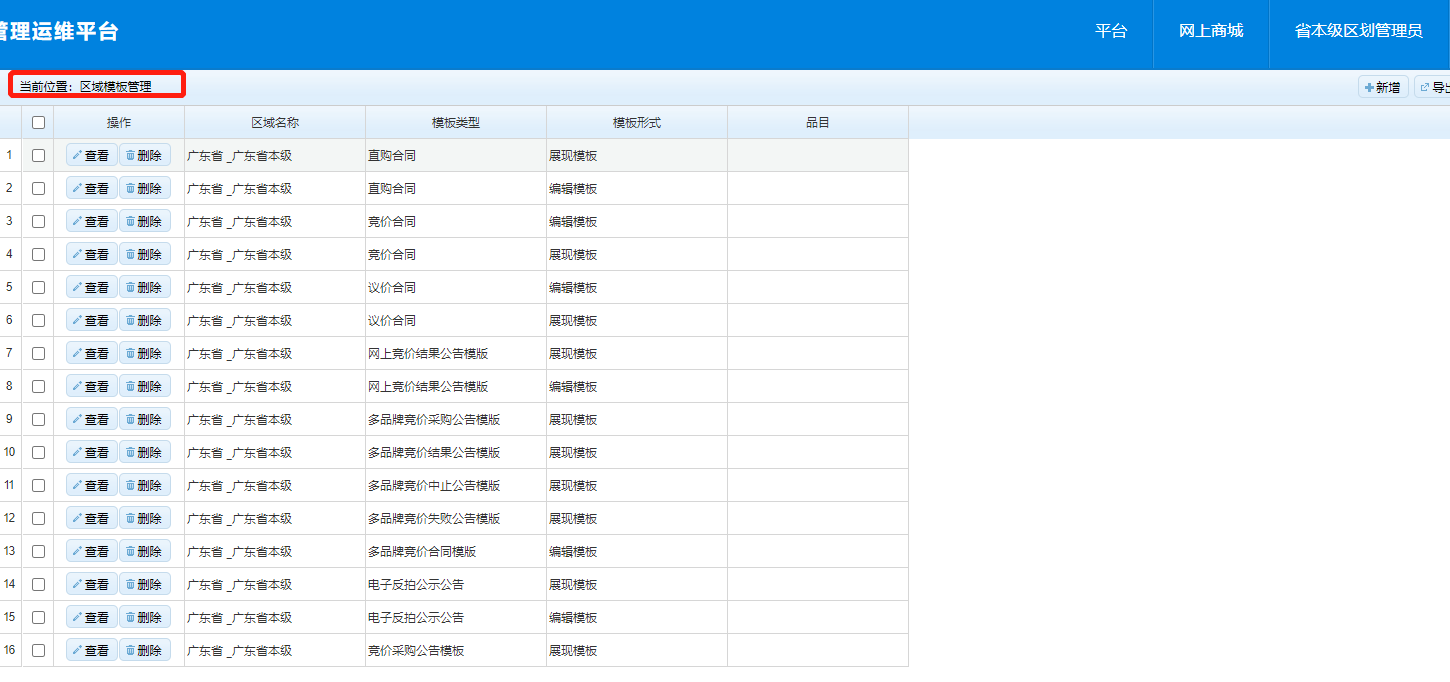 管理运维平台
平台 网上商城 省本级区划管理员
当前位置：区域模板管理 新增 导出
操作 区域名称 模板类型 模板形式 品目
1 查看 删除 广东省 _广东省本级 直购合同 展现模板
2 查看 删除 广东省 _广东省本级 直购合同 编辑模板
3 查看 删除 广东省 _广东省本级 竞价合同 编辑模板
4 查看 删除 广东省 _广东省本级 竞价合同 展现模板
5 查看 删除 广东省 _广东省本级 议价合同 编辑模板
6 查看 删除 广东省 _广东省本级 议价合同 展现模板
7 查看 删除 广东省 _广东省本级 网上竞价结果公告模版 展现模板
8 查看 删除 广东省 _广东省本级 网上竞价结果公告模版 编辑模板
9 查看 删除 广东省 _广东省本级 多品牌竞价采购公告模版 展现模板
10 查看 删除 广东省 _广东省本级 多品牌竞价结果公告模版 展现模板
11 查看 删除 广东省 _广东省本级 多品牌竞价中止公告模版 展现模板
12 查看 删除 广东省 _广东省本级 多品牌竞价失败公告模版 展现模板
13 查看 删除 广东省 _广东省本级 多品牌竞价合同模版 编辑模板
14 查看 删除 广东省 _广东省本级 电子反拍公示公告 展现模板
15 查看 删除 广东省 _广东省本级 电子反拍公示公告 编辑模板
16 查看 删除 广东省 _广东省本级 竞价采购公告模板 展现模板